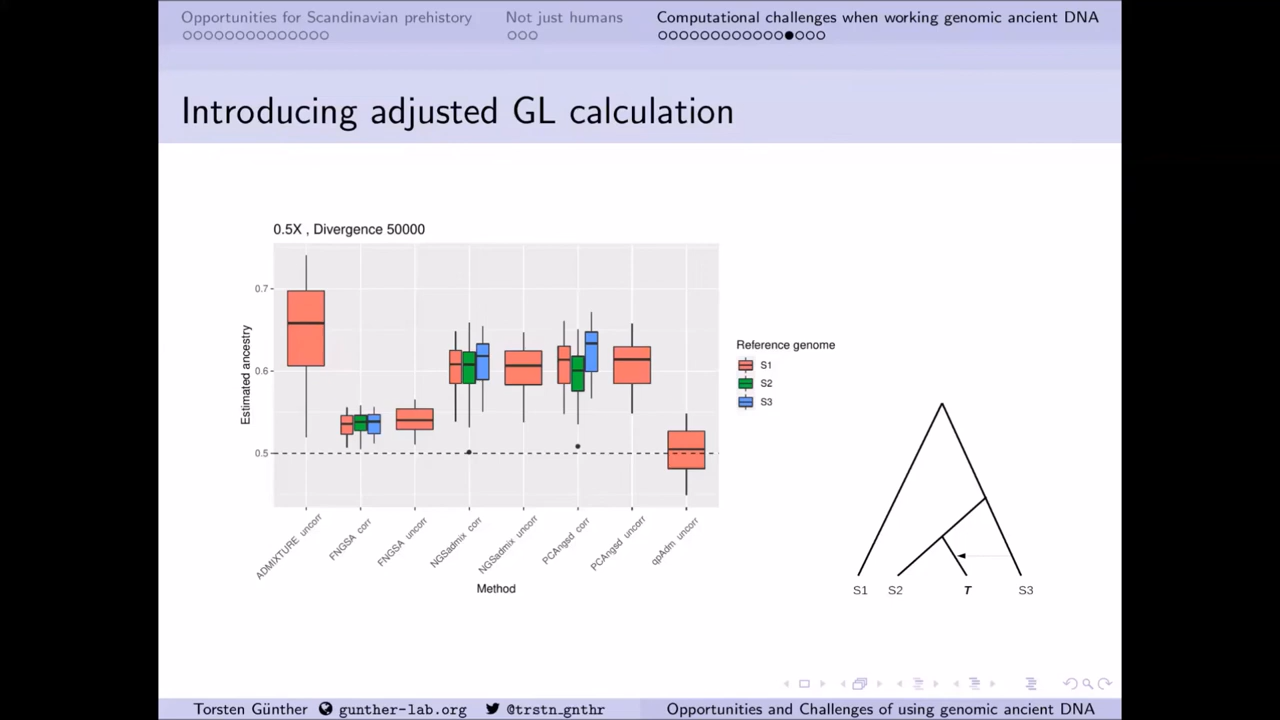 Opportunities for Scandinavian prehistory Not just humans Computational challenges when working genomic ancient DNA
Introducing adjusted GL calculation
0.5X , Divergence 50000
Estimated ancestry
0.7
0.6
0.5
ADMIXTURE uncorr
FNGSA corr
FNGSA uncorr
NGSadmix corr
NGSadmix uncorr
PCAngsd corr
PCAngsd uncorr
qpAdm uncorr
Method
Reference genome
S1
S2
S3
S1 S2 T S3
Torsten Günther gunther-lab.org @trstn_gnthr Opportunities and Challenges of using genomic ancient DNA